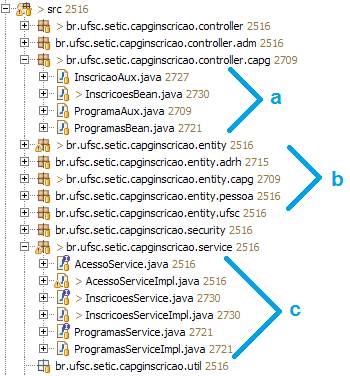 > src 2516
> br.ufsc.setic.capginscricao.controller 2516
br.ufsc.setic.capginscricao.controller.adm 2516
> br.ufsc.setic.capginscricao.controller.capg 2709
InscricaoAux.java 2727
> InscricoesBean.java 2730
ProgramaAux.java 2709
ProgramasBean.java 2721
a
> br.ufsc.setic.capginscricao.entity 2516
br.ufsc.setic.capginscricao.entity.adrh 2715
> br.ufsc.setic.capginscricao.entity.capg 2709
br.ufsc.setic.capginscricao.entity.pessoa 2516
br.ufsc.setic.capginscricao.entity.ufsc 2516
b
br.ufsc.setic.capginscricao.security 2516
> br.ufsc.setic.capginscricao.service 2516
AcessoService.java 2516
> AcessoServiceImpl.java 2516
> InscricoesService.java 2730
> InscricoesServiceImpl.java 2730
ProgramasService.java 2721
ProgramasServiceImpl.java 2721
c
br.ufsc.setic.capginscricao.util 2516